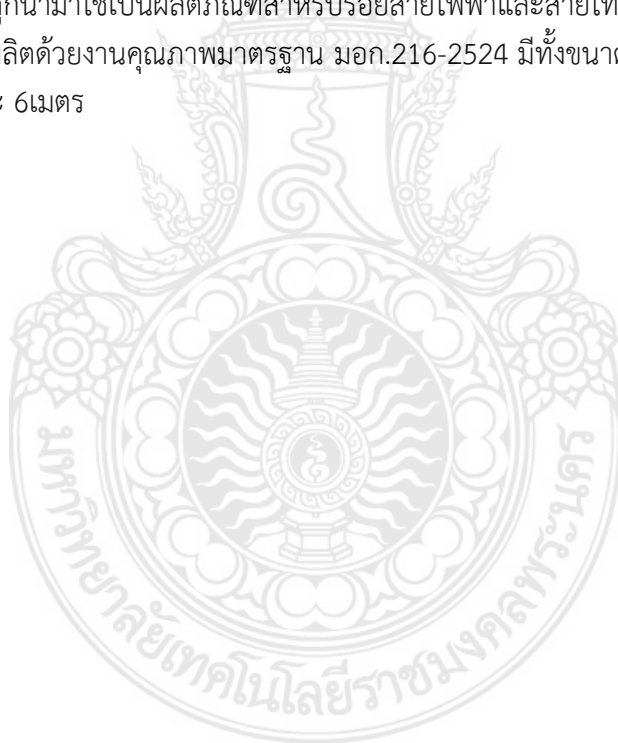 ถูกนำมาใช้เป็นผลิตภัณฑ์สำหรับร้อยสายไฟฟ้าและสายโท
ลิตด้วยงานคุณภาพมาตรฐาน มอก.216-2524 มีทั้งขนาด
ะ 6เมตร
มหาวิทยาลัยเทคโนโลยีราชมงคลพระนคร